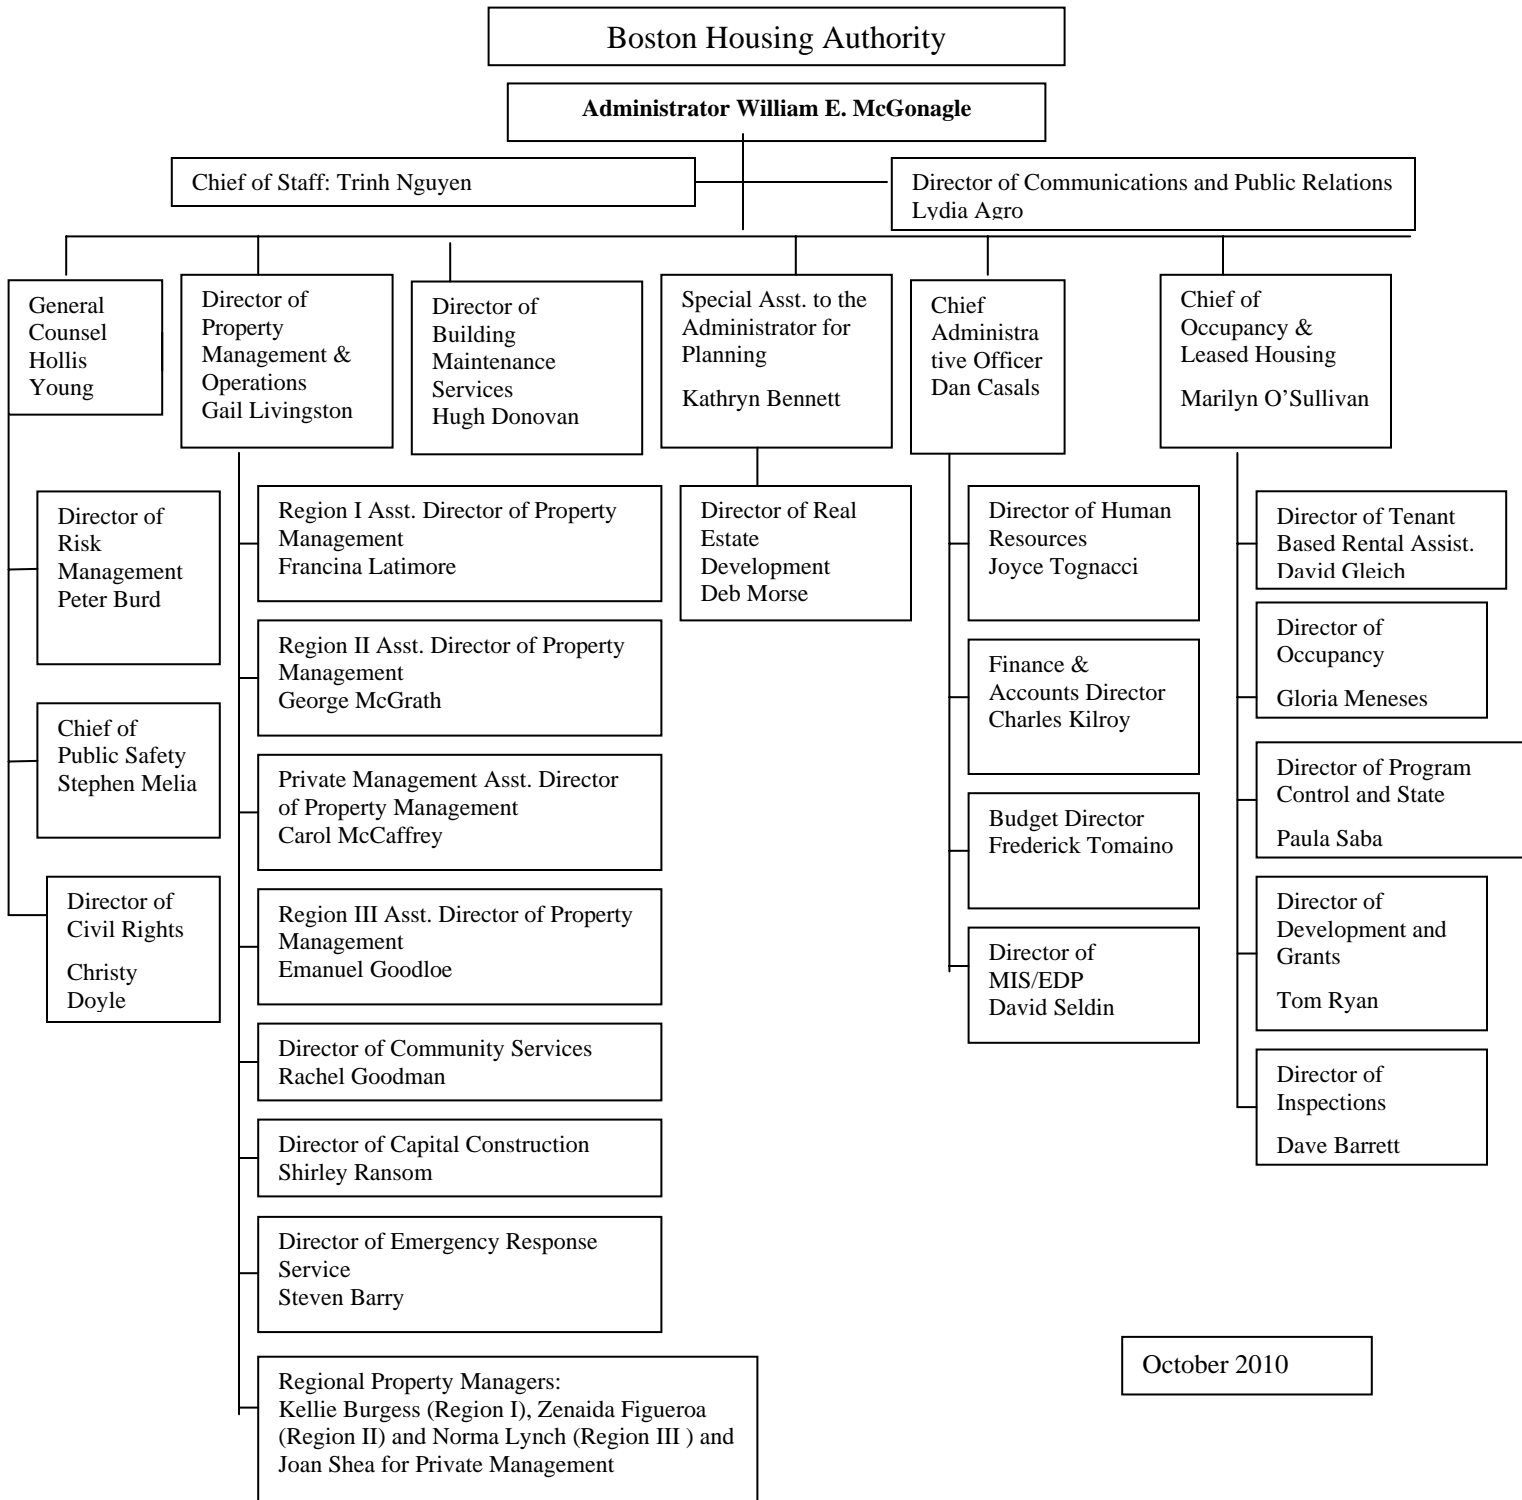 Boston Housing Authority
Administrator William E. McGonagle
Chief of Staff: Trinh Nguyen
Director of Communications and Public Relations
Lydia Agro
General
Counsel
Hollis
Young
Director of
Property
Management &
Operations
Gail Livingston
Director of
Building
Maintenance
Services
Hugh Donovan
Special Asst. to the
Administrator for
Planning
Kathryn Bennett
Chief
Administra
tive Officer
Dan Casals
Chief of
Occupancy &
Leased Housing
Marilyn O’Sullivan
Director of
Risk
Management
Peter Burd
Chief of
Public Safety
Stephen Melia
Director of
Civil Rights
Christy
Doyle
Region I Asst. Director of Property
Management
Francina Latimore
Region II Asst. Director of Property
Management
George McGrath
Private Management Asst. Director
of Property Management
Carol McCaffrey
Region III Asst. Director of Property
Management
Emanuel Goodloe
Director of Community Services
Rachel Goodman
Director of Capital Construction
Shirley Ransom
Director of Emergency Response
Service
Steven Barry
Regional Property Managers:
Kellie Burgess (Region I), Zenaida Figueroa
(Region II) and Norma Lynch (Region III ) and
Joan Shea for Private Management
Director of Real
Estate
Development
Deb Morse
Director of Human
Resources
Joyce Tognacci
Finance &
Accounts Director
Charles Kilroy
Budget Director
Frederick Tomaino
Director of
MIS/EDP
David Seldin
Director of Tenant
Based Rental Assist.
David Gleich
Director of
Occupancy
Gloria Meneses
Director of Program
Control and State
Paula Saba
Director of
Development and
Grants
Tom Ryan
Director of
Inspections
Dave Barrett
October 2010